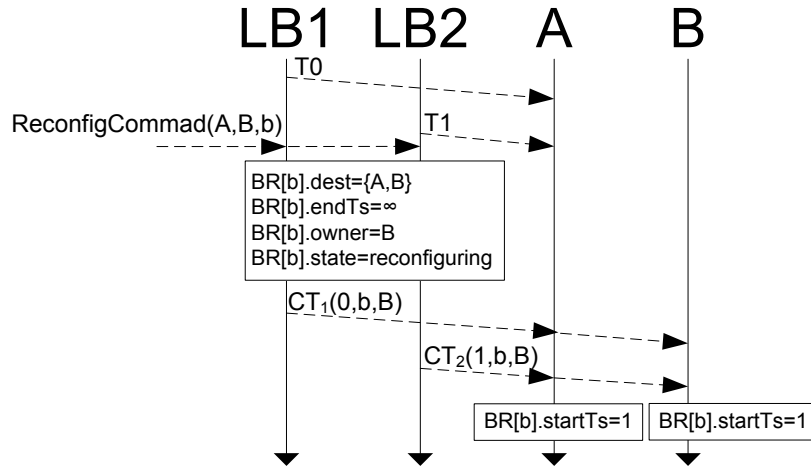 LB1 LB2 A B
T0
ReconfigCommad(A,B,b)
T1
BR[b].dest={A,B}
BR[b].endTs=∞
BR[b].owner=B
BR[b].state=reconfiguring
CT₁(0,b,B)
CT₂(1,b,B)
BR[b].startTs=1 BR[b].startTs=1